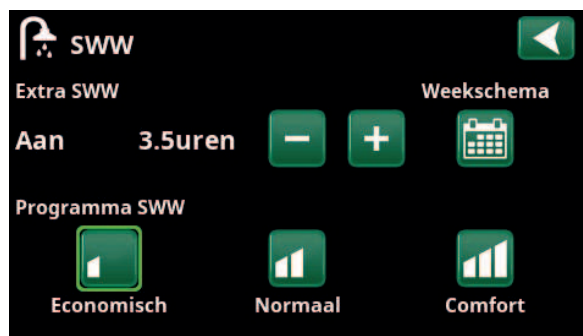 SWW
Extra SWW Weekschema
Aan 3.5uren
Programma SWW
Economisch Normaal Comfort